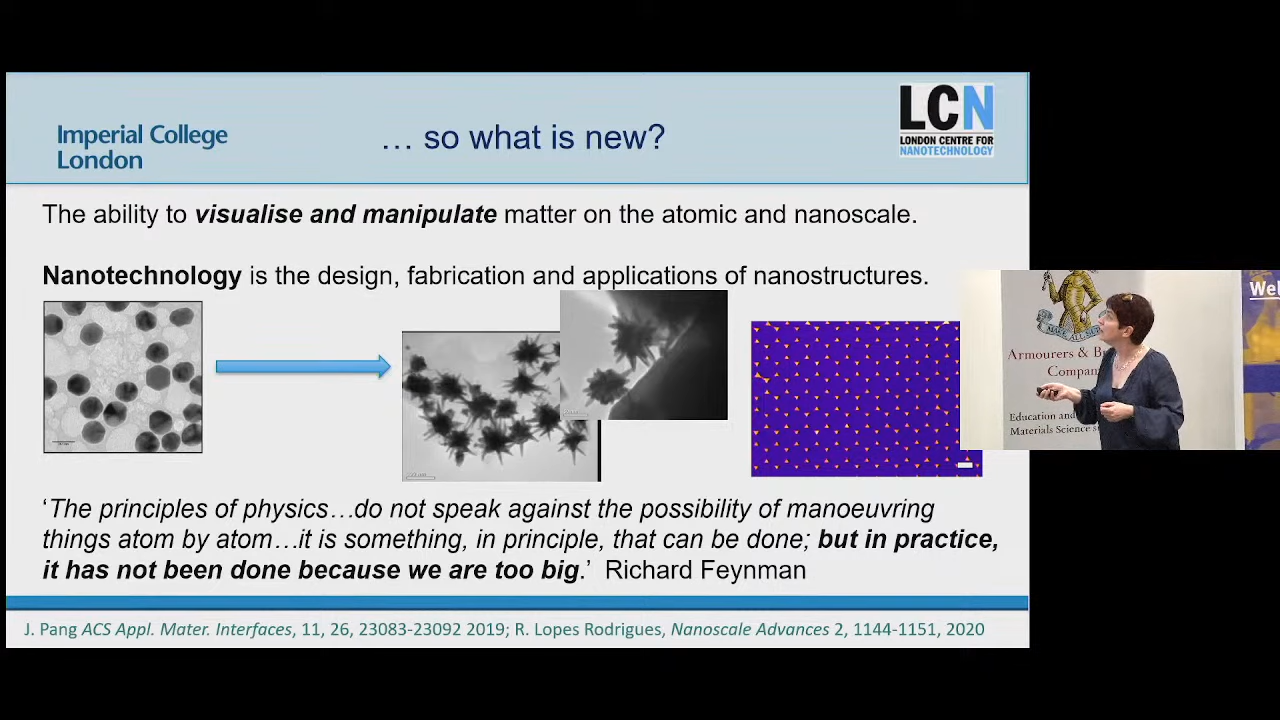 Imperial College
London
… so what is new?
LCN
LONDON CENTRE FOR
NANOTECHNOLOGY
The ability to visualise and manipulate matter on the atomic and nanoscale.
Nanotechnology is the design, fabrication and applications of nanostructures.
‘The principles of physics…do not speak against the possibility of manoeuvring
things atom by atom…it is something, in principle, that can be done; but in practice,
it has not been done because we are too big.’ Richard Feynman
J. Pang ACS Appl. Mater. Interfaces, 11, 26, 23083-23092 2019; R. Lopes Rodrigues, Nanoscale Advances 2, 1144-1151, 2020
Wel
MAKE ALL
Armourers & B
Compan
Education and
Materials Science